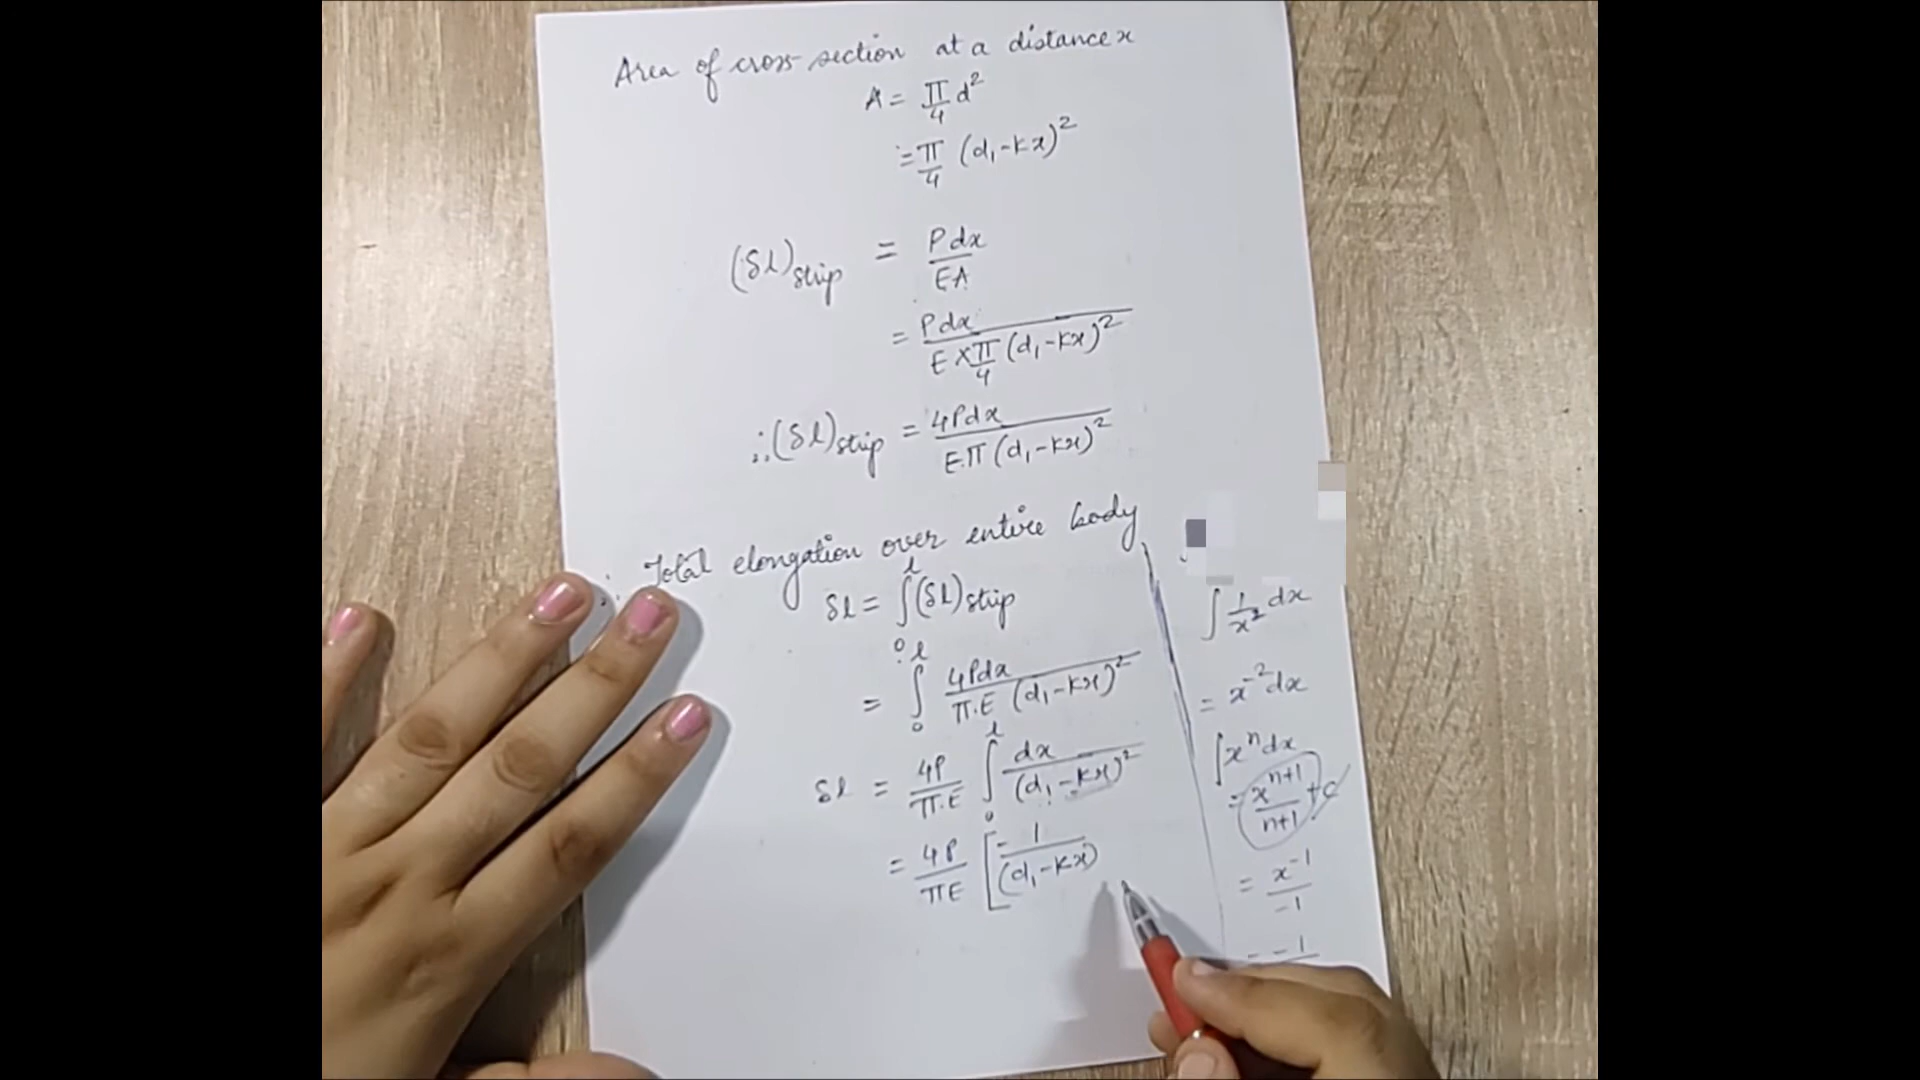 Area of cross-section at a distance x
A = π/4 d²
= π/4 (d₁-kx)²
(δl)strip = Pdx/EA
= Pdx/E×π/4(d₁-kx)²
∴(δl)strip = 4Pdx/E.π(d₁-kx)²
∴ Total elongation over entire body
δl = ∫₀ˡ(δl)strip
= ∫₀ˡ 4Pdx/π.E (d₁-kx)²
δl = 4P/π.E ∫₀ˡ dx/(d₁-kx)²
= 4P/πE [-1/(d₁-kx)
∫ 1/x² dx
= x⁻² dx
∫xⁿdx
= xⁿ⁺¹/n+1 + c
= x⁻¹/-1
= -1